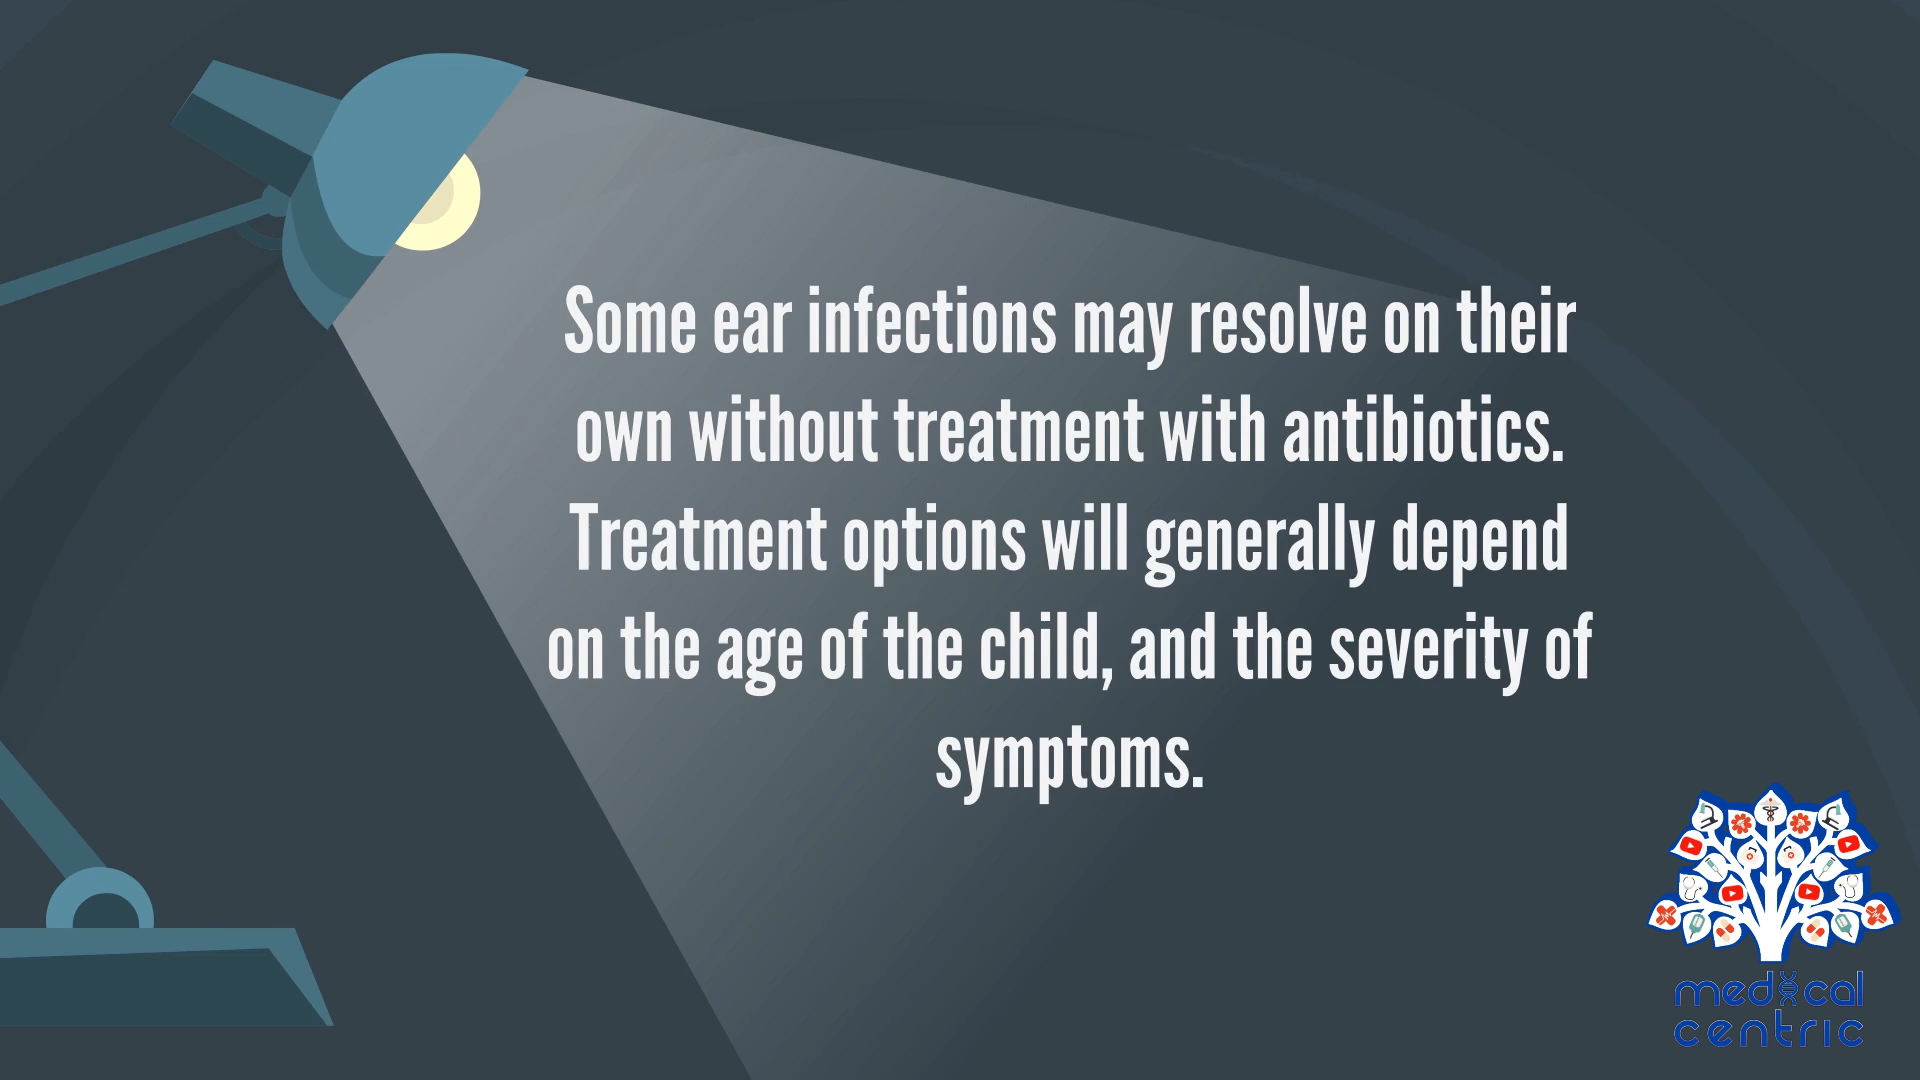 Some ear infections may resolve on their
own without treatment with antibiotics.
Treatment options will generally depend
on the age of the child, and the severity of
symptoms.
medical
centric